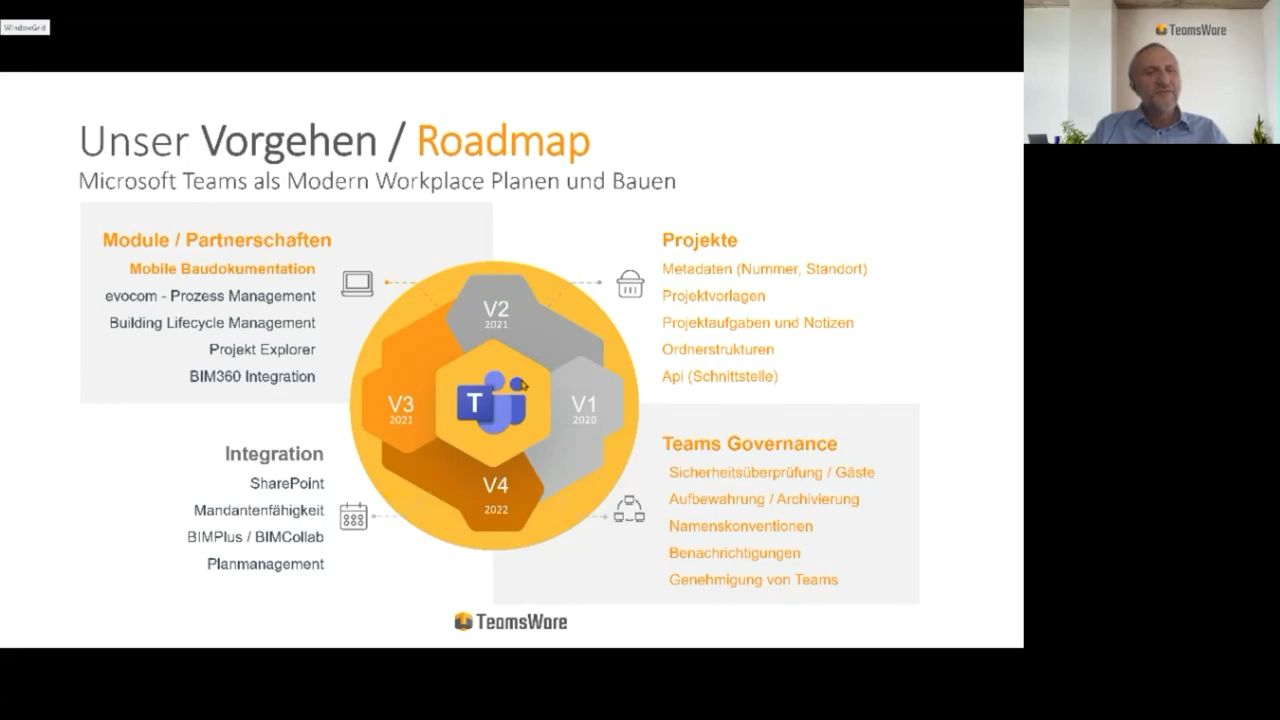 WindowGrid
TeamsWare
Unser Vorgehen / Roadmap
Microsoft Teams als Modern Workplace Planen und Bauen
Module / Partnerschaften
Mobile Baudokumentation
evocom - Prozess Management
Building Lifecycle Management
Projekt Explorer
BIM360 Integration
Projekte
Metadaten (Nummer, Standort)
Projektvorlagen
Projektaufgaben und Notizen
Ordnerstrukturen
Api (Schnittstelle)
V2
2021
V3
2021
T
V1
2020
V4
2022
Integration
SharePoint
Mandantenfähigkeit
BIMPlus / BIMCollab
Planmanagement
Teams Governance
Sicherheitsüberprüfung / Gäste
Aufbewahrung / Archivierung
Namenskonventionen
Benachrichtigungen
Genehmigung von Teams
TeamsWare